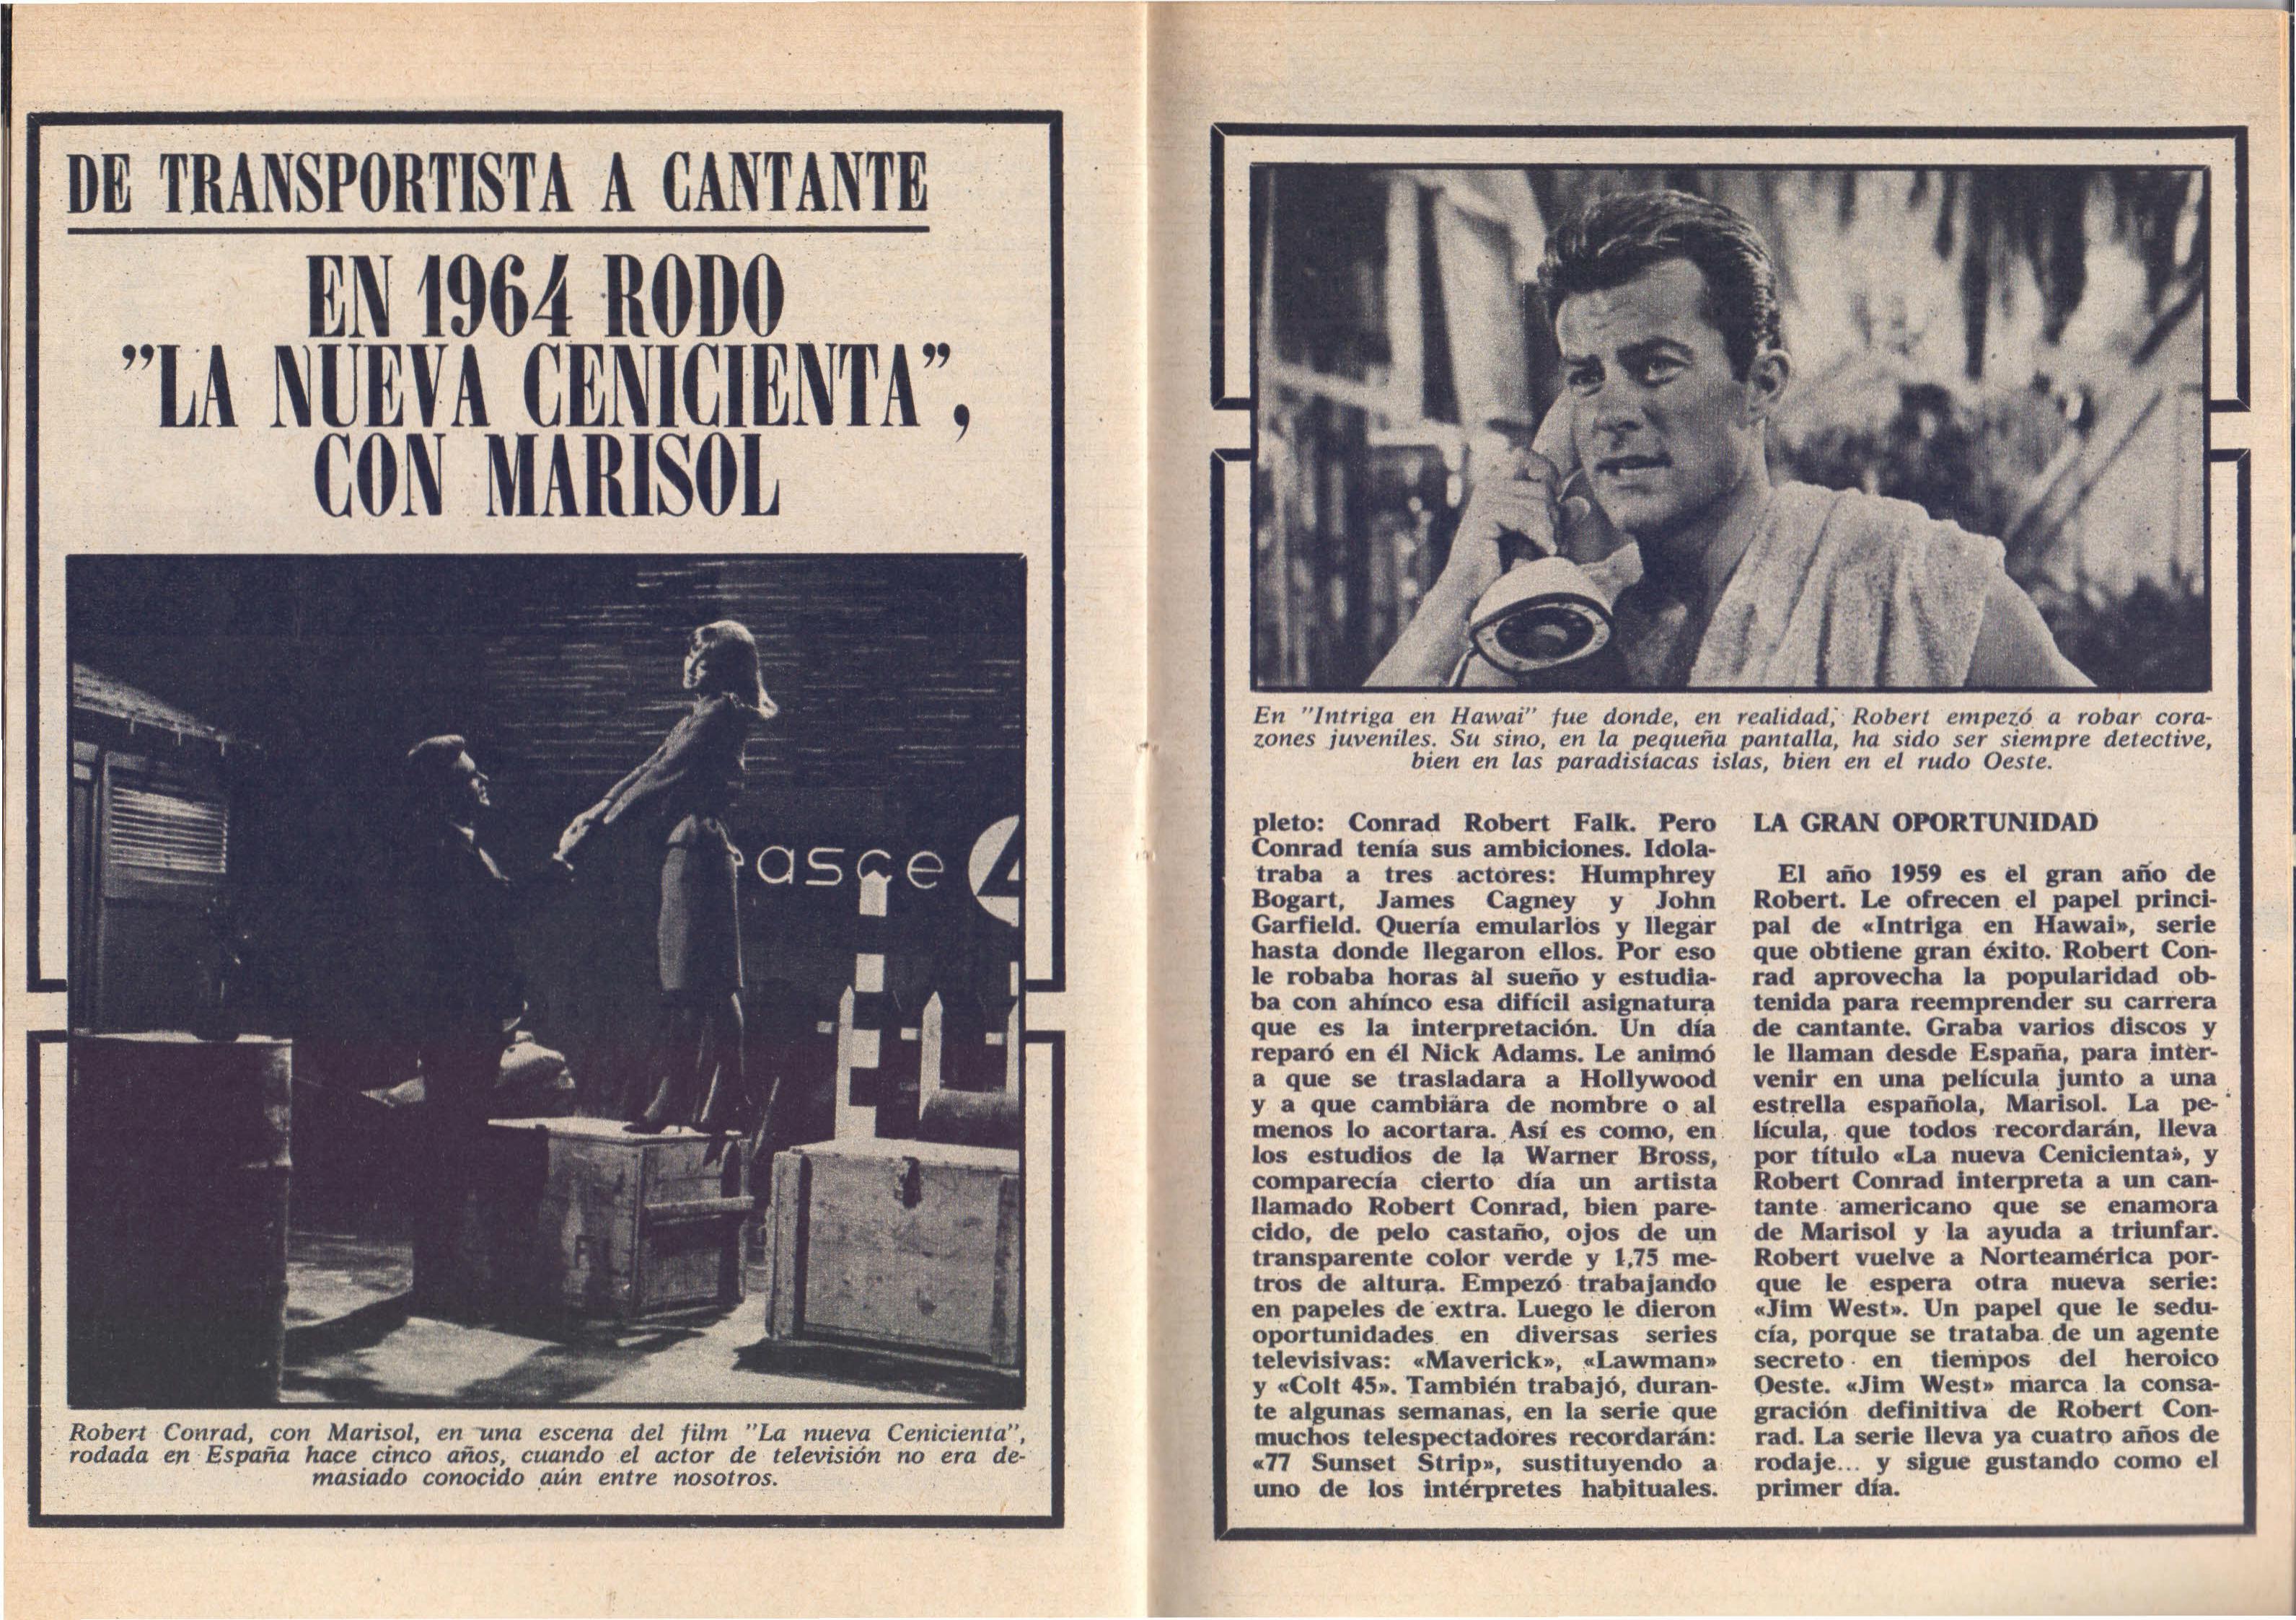 DE TRANSPORTISTA A CANTANTE
EN 1964 RODO
"LA NUEVA CENICIENTA",
CON MARISOL
asce
Robert Conrad, con Marisol, en una escena del film "La nueva Cenicienta",
rodada en España hace cinco años, cuando el actor de televisión no era de-
masiado conocido aún entre nosotros.
En "Intriga en Hawai" fue donde, en realidad, Robert empezó a robar cora-
zones juveniles. Su sino, en la pequeña pantalla, ha sido ser siempre detective,
bien en las paradisíacas islas, bien en el rudo Oeste.
pleto: Conrad Robert Falk. Pero
Conrad tenía sus ambiciones. Idola-
traba a tres actores: Humphrey
Bogart, James Cagney y John
Garfield. Quería emularlos y llegar
hasta donde llegaron ellos. Por eso
le robaba horas al sueño y estudia-
ba con ahínco esa difícil asignatura
que es la interpretación. Un día
reparó en él Nick Adams. Le animó
a que se trasladara a Hollywood
y a que cambiara de nombre o al
menos lo acortara. Así es como, en
los estudios de la Warner Bross,
comparecía cierto día un artista
llamado Robert Conrad, bien pare-
cido, de pelo castaño, ojos de un
transparente color verde y 1,75 me-
tros de altura. Empezó trabajando
en papeles de extra. Luego le dieron
oportunidades en diversas series
televisivas: «Maverick», «Lawman»
y «Colt 45». También trabajó, duran-
te algunas semanas, en la serie que
muchos telespectadores recordarán:
«77 Sunset Strip», sustituyendo a
uno de los intérpretes habituales.
LA GRAN OPORTUNIDAD
El año 1959 es el gran año de
Robert. Le ofrecen el papel princi-
pal de «Intriga en Hawai», serie
que obtiene gran éxito. Robert Con-
rad aprovecha la popularidad ob-
tenida para reemprender su carrera
de cantante. Graba varios discos y
le llaman desde España, para inter-
venir en una película junto a una
estrella española, Marisol. La pe-
lícula, que todos recordarán, lleva
por título «La nueva Cenicienta», y
Robert Conrad interpreta a un can-
tante americano que se enamora
de Marisol y la ayuda a triunfar.
Robert vuelve a Norteamérica por-
que le espera otra nueva serie:
«Jim West». Un papel que le sedu-
cía, porque se trataba de un agente
secreto en tiempos del heroico
Oeste. «Jim West» marca la consa-
gración definitiva de Robert Con-
rad. La serie lleva ya cuatro años de
rodaje... y sigue gustando como el
primer día.